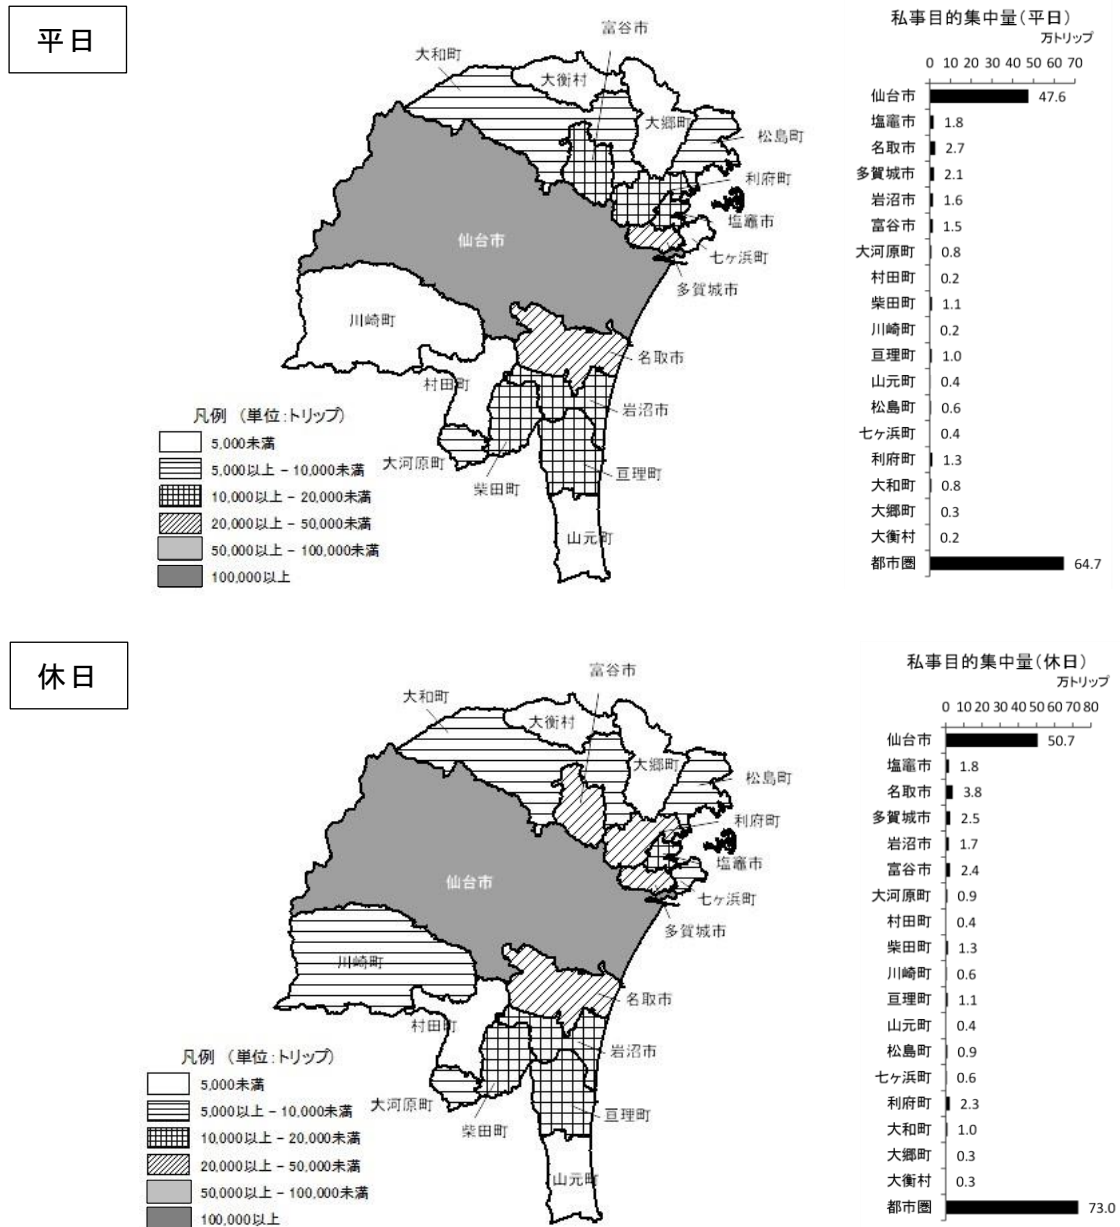 平日
富谷市
大和町
大衡村
大郷町
松島町
利府町
塩竈市
仙台市
七ヶ浜町
多賀城市
川崎町
名取市
村田町
岩沼市
大河原町
柴田町
亘理町
山元町
凡例 (単位:トリップ)
5,000未満
5,000以上 - 10,000未満
10,000以上 - 20,000未満
20,000以上 - 50,000未満
50,000以上 - 100,000未満
100,000以上
私事目的集中量(平日)
万トリップ
0 10 20 30 40 50 60 70
仙台市 47.6
塩竈市 1.8
名取市 2.7
多賀城市 2.1
岩沼市 1.6
富谷市 1.5
大河原町 0.8
村田町 0.2
柴田町 1.1
川崎町 0.2
亘理町 1.0
山元町 0.4
松島町 0.6
七ヶ浜町 0.4
利府町 1.3
大和町 0.8
大郷町 0.3
大衡村 0.2
都市圏 64.7
休日
富谷市
大和町
大衡村
大郷町
松島町
利府町
塩竈市
仙台市
七ヶ浜町
多賀城市
川崎町
名取市
村田町
岩沼市
大河原町
柴田町
亘理町
山元町
凡例 (単位:トリップ)
5,000未満
5,000以上 - 10,000未満
10,000以上 - 20,000未満
20,000以上 - 50,000未満
50,000以上 - 100,000未満
100,000以上
私事目的集中量(休日)
万トリップ
0 10 20 30 40 50 60 70 80
仙台市 50.7
塩竈市 1.8
名取市 3.8
多賀城市 2.5
岩沼市 1.7
富谷市 2.4
大河原町 0.9
村田町 0.4
柴田町 1.3
川崎町 0.6
亘理町 1.1
山元町 0.4
松島町 0.9
七ヶ浜町 0.6
利府町 2.3
大和町 1.0
大郷町 0.3
大衡村 0.3
都市圏 73.0